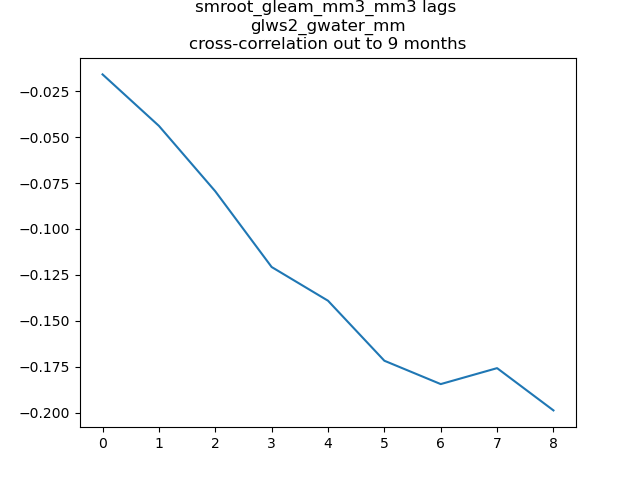 smroot_gleam_mm3_mm3 lags
glws2_gwater_mm
cross-correlation out to 9 months
−0.025
−0.050
−0.075
−0.100
−0.125
−0.150
−0.175
−0.200
0 1 2 3 4 5 6 7 8